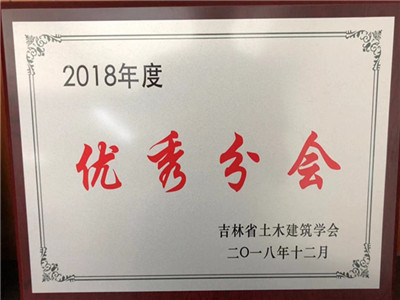 2018年度
优秀分会
吉林省土木建筑学会
二〇一八年十二月